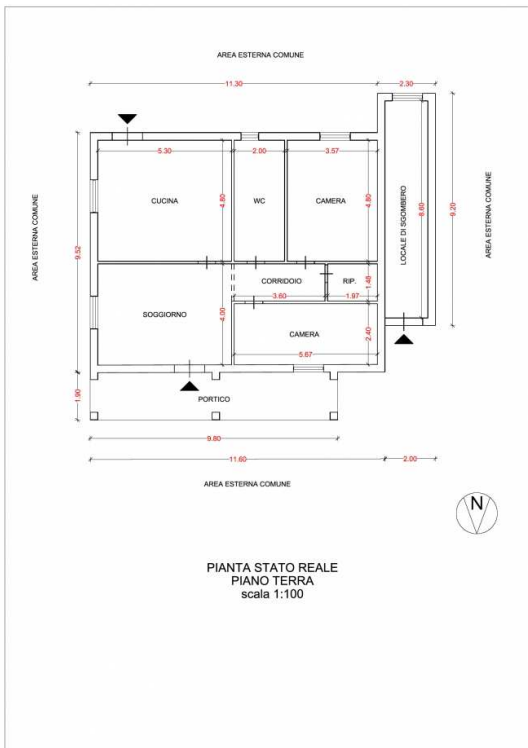 AREA ESTERNA COMUNE
11.30
2.30
5.30
2.00
3.57
CUCINA
4.80
WC
CAMERA
4.80
LOCALE DI SGOMBERO
8.60
9.20
AREA ESTERNA COMUNE
AREA ESTERNA COMUNE
9.52
CORRIDOIO
RIP.
1.48
3.60
1.97
SOGGIORNO
4.00
CAMERA
2.40
5.67
1.90
PORTICO
9.80
11.60
2.00
AREA ESTERNA COMUNE
N
PIANTA STATO REALE
PIANO TERRA
scala 1:100